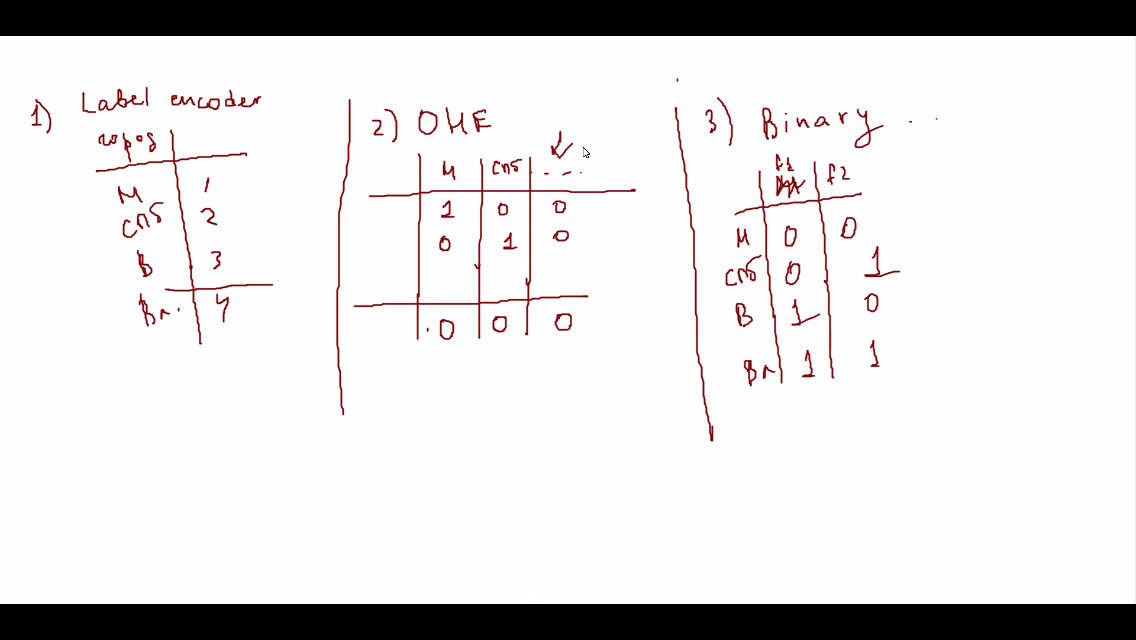 1) Label encoder
город
М 1
СПб 2
В 3
Вл. 4
2) OHE
М СПб ....
1 0 0
0 1 0
0 0 0
3) Binary ...
f1 f2
М 0 0
СПб 0 1
В 1 0
Вл 1 1